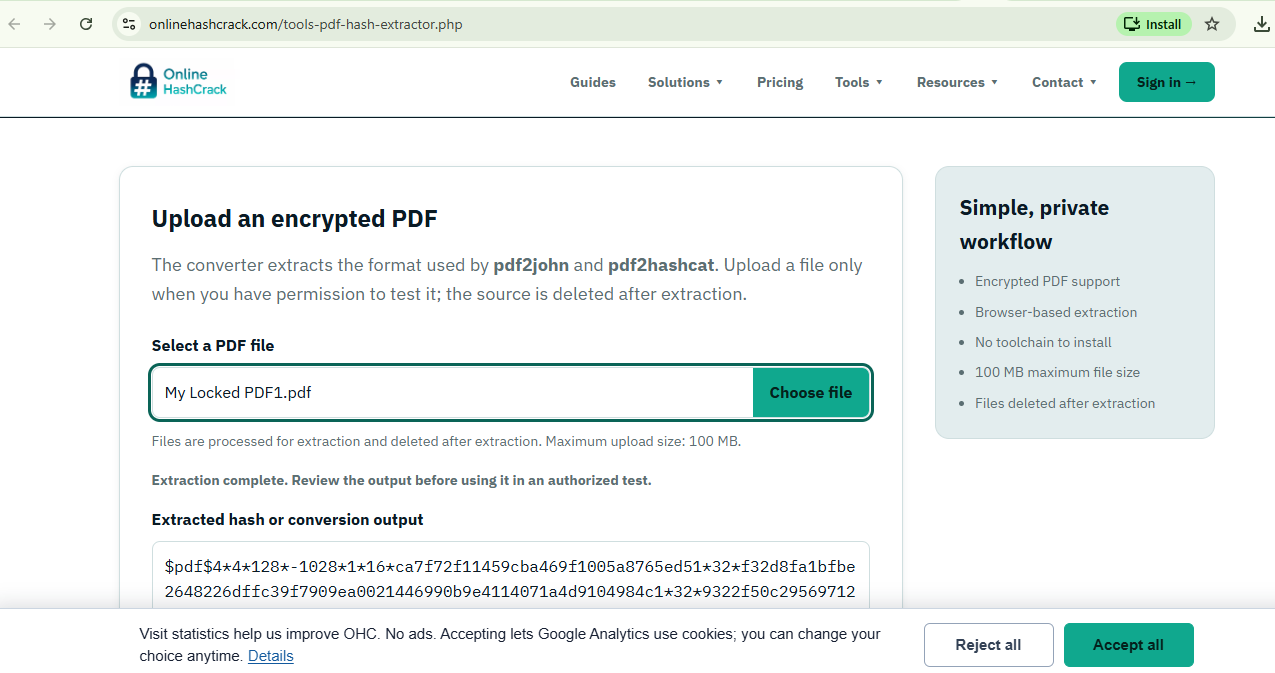 onlinehashcrack.com/tools-pdf-hash-extractor.php
Install
Online
HashCrack
#
Guides
Solutions ▼
Pricing
Tools ▼
Resources ▼
Contact ▼
Sign in →
Upload an encrypted PDF
The converter extracts the format used by pdf2john and pdf2hashcat. Upload a file only
when you have permission to test it; the source is deleted after extraction.
Select a PDF file
My Locked PDF1.pdf
Choose file
Files are processed for extraction and deleted after extraction. Maximum upload size: 100 MB.
Extraction complete. Review the output before using it in an authorized test.
Extracted hash or conversion output
$pdf$4*4*128*-1028*1*16*ca7f72f11459cba469f1005a8765ed51*32*f32d8fa1bfbe
2648226dffc39f7909ea0021446990b9e4114071a4d9104984c1*32*9322f50c29569712
Simple, private
workflow
• Encrypted PDF support
• Browser-based extraction
• No toolchain to install
• 100 MB maximum file size
• Files deleted after extraction
Visit statistics help us improve OHC. No ads. Accepting lets Google Analytics use cookies; you can change your
choice anytime. Details
Reject all
Accept all